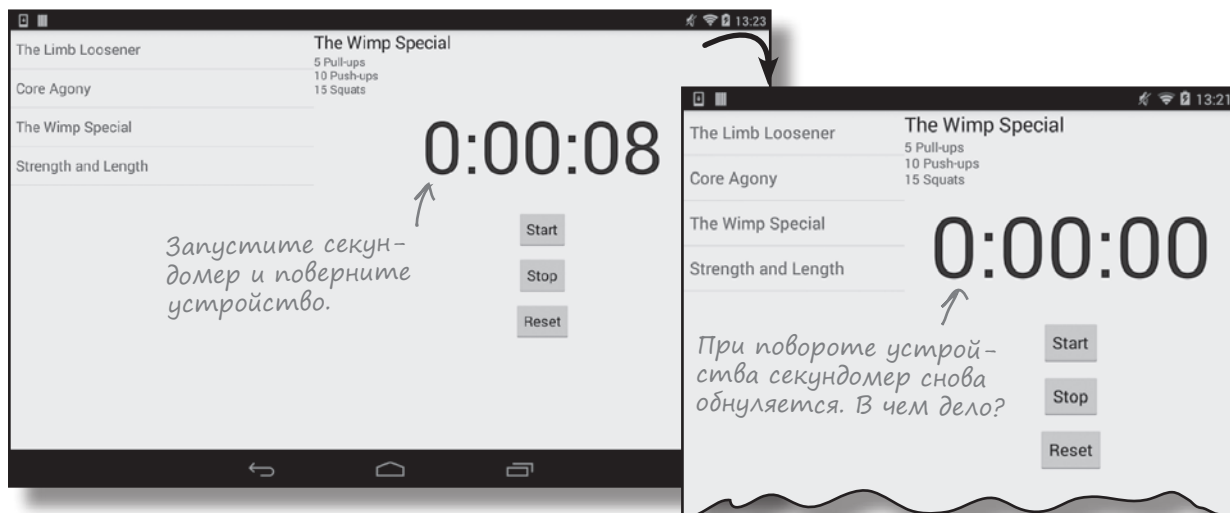 13:23
The Limb Loosener
Core Agony
The Wimp Special
Strength and Length
The Wimp Special
5 Pull-ups
10 Push-ups
15 Squats
0:00:08
Start
Stop
Reset
Запустите секун-
домер и поверните
устройство.
13:21
The Limb Loosener
Core Agony
The Wimp Special
Strength and Length
The Wimp Special
5 Pull-ups
10 Push-ups
15 Squats
0:00:00
Start
Stop
Reset
При повороте устрой-
ства секундомер снова
обнуляется. В чем дело?